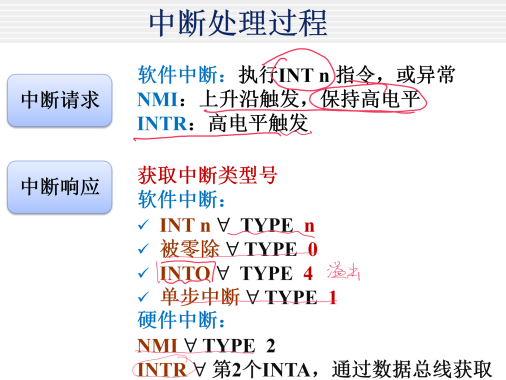 中断处理过程
中断请求
软件中断：执行INT n 指令，或异常
NMI：上升沿触发，保持高电平
INTR：高电平触发
中断响应
获取中断类型号
软件中断：
✓ INT n ∀ TYPE n
✓ 被零除 ∀ TYPE 0
✓ INTO ∀ TYPE 4 溢出
✓ 单步中断 ∀ TYPE 1
硬件中断：
NMI ∀ TYPE 2
INTR ∀ 第2个INTA，通过数据总线获取